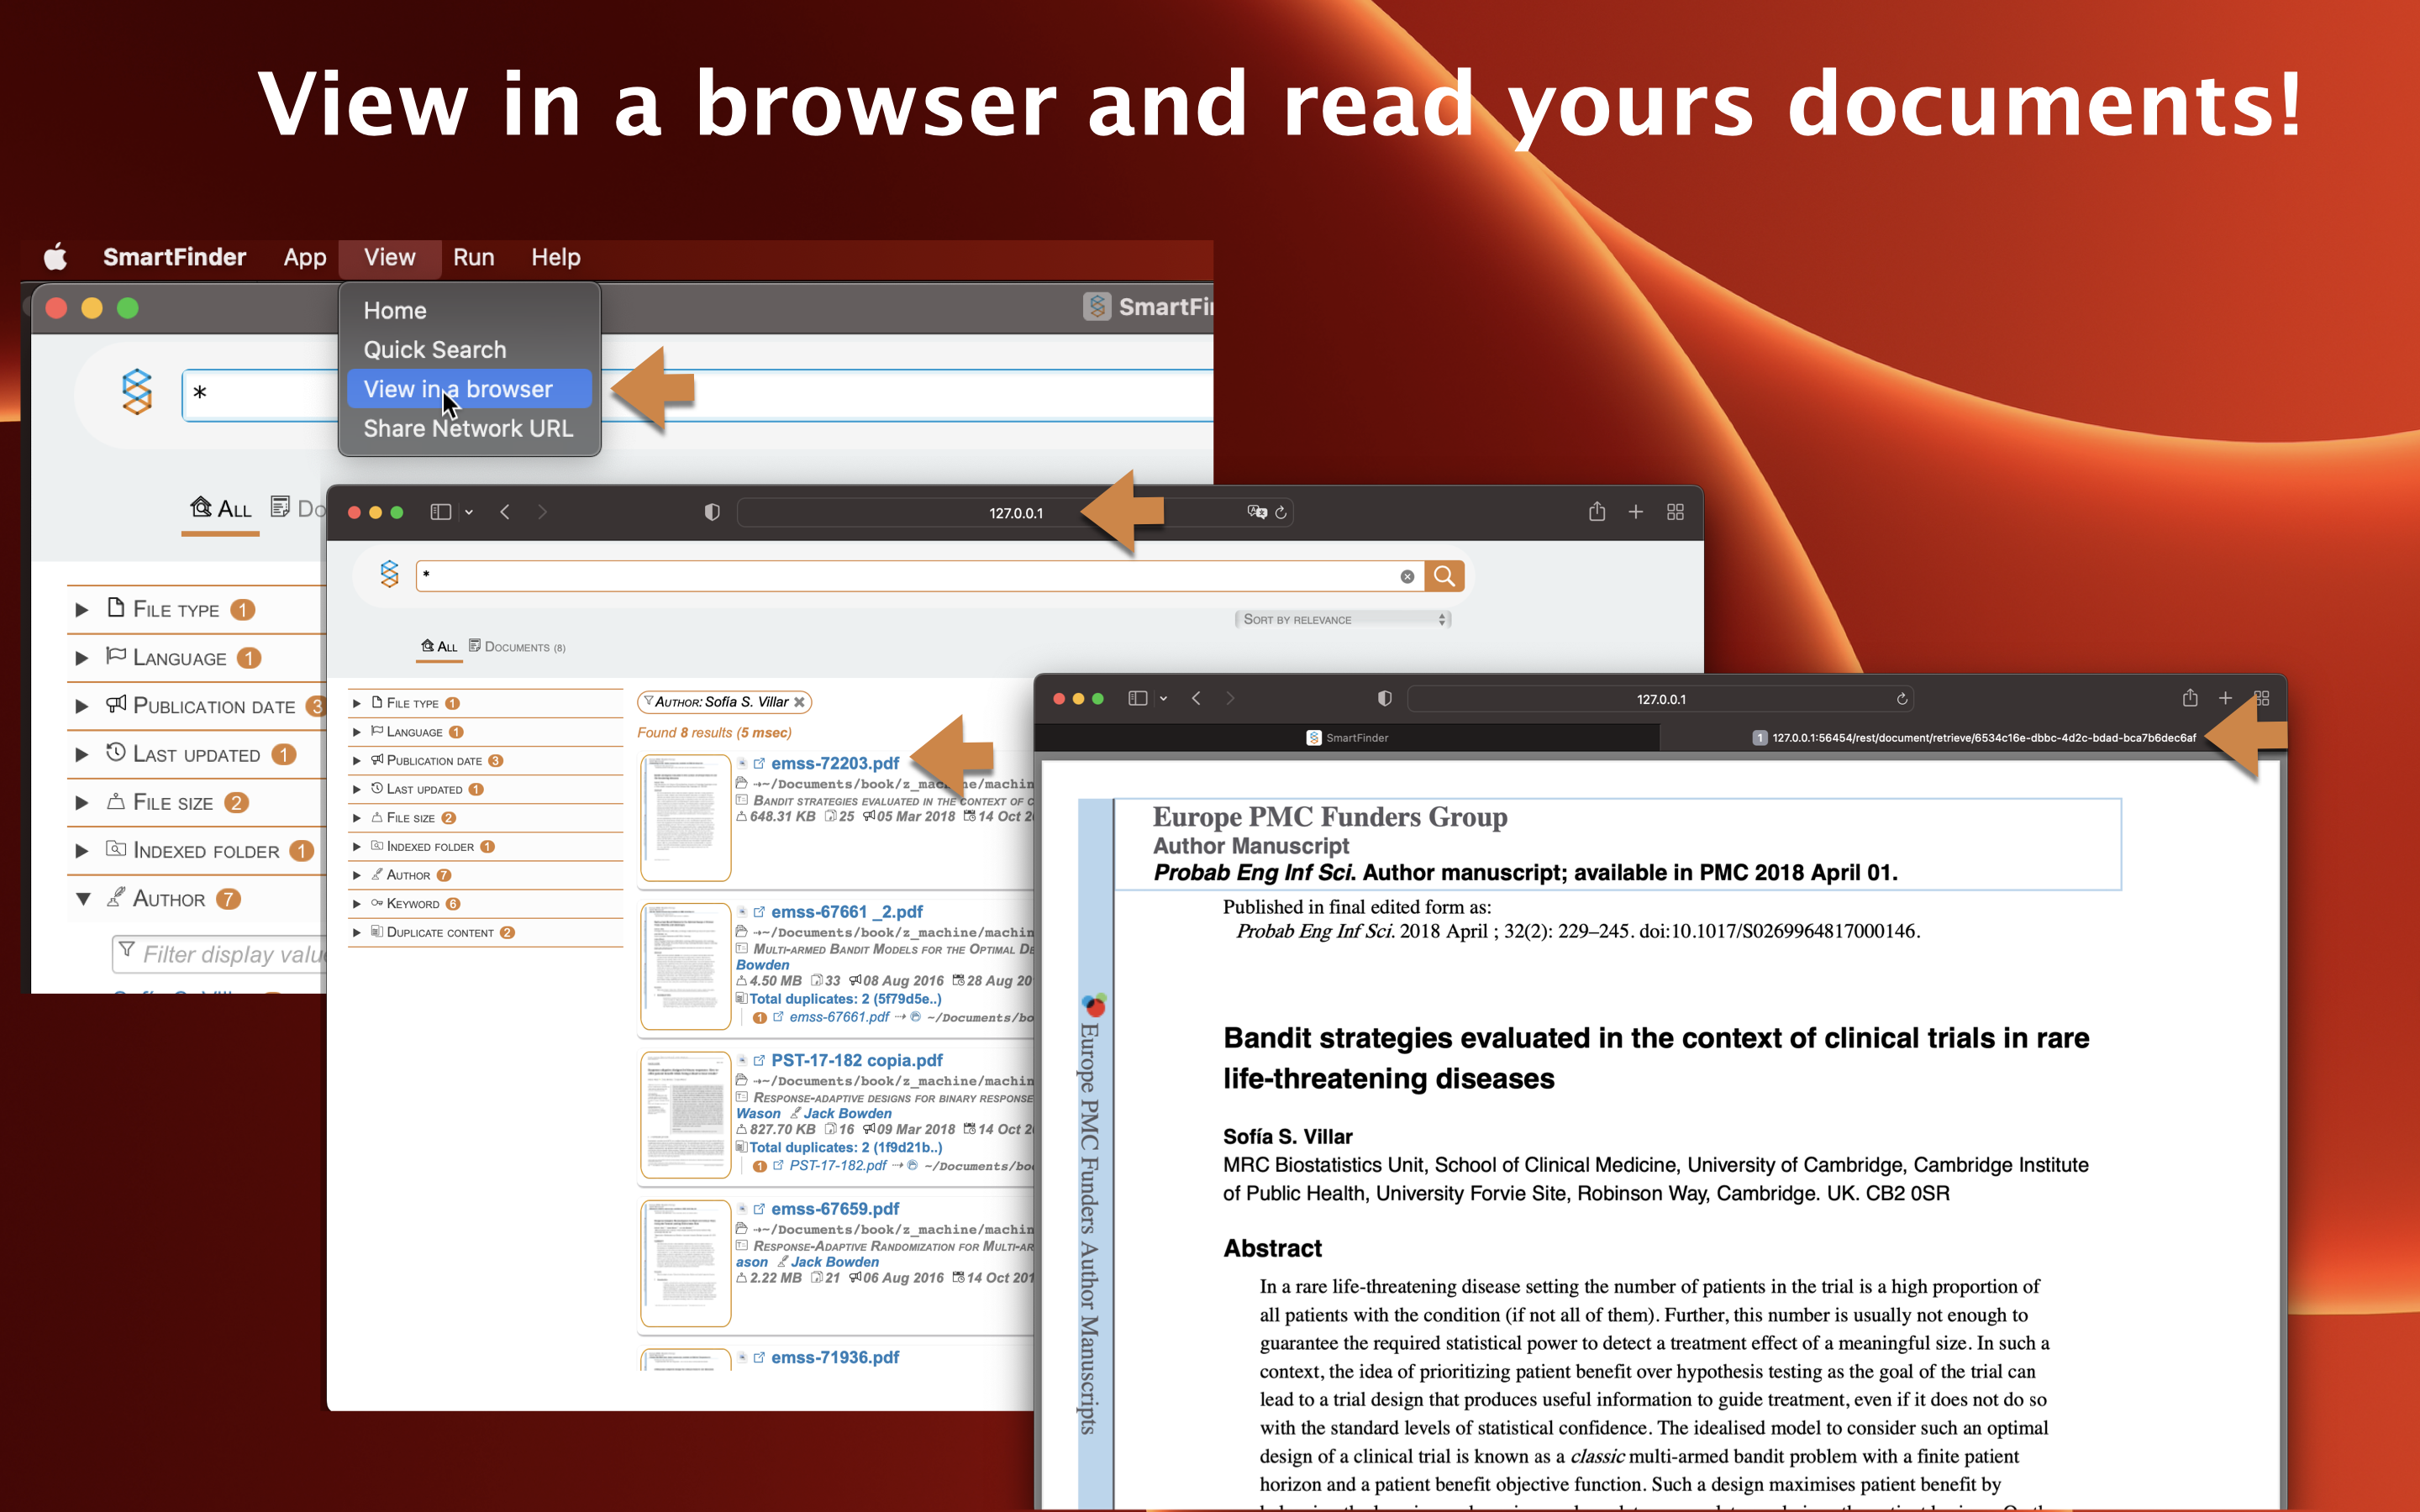 View in a browser and read yours documents!
SmartFinder App View Run Help
Home
Quick Search
View in a browser
Share Network URL
SmartFi
*
ALL Do
FILE TYPE 1
LANGUAGE 1
PUBLICATION DATE 3
LAST UPDATED 1
FILE SIZE 2
INDEXED FOLDER 1
AUTHOR 7
Filter display valu
127.0.0.1
*
SORT BY RELEVANCE
ALL DOCUMENTS (8)
FILE TYPE 1
LANGUAGE 1
PUBLICATION DATE 3
LAST UPDATED 1
FILE SIZE 2
INDEXED FOLDER 1
AUTHOR 7
KEYWORD 6
DUPLICATE CONTENT 2
AUTHOR: Sofía S. Villar
Found 8 results (5 msec)
emss-72203.pdf
~/Documents/book/z_machine/machin
BANDIT STRATEGIES EVALUATED IN THE CONTEXT OF C
648.31 KB 25 05 Mar 2018 14 Oct 2
emss-67661 _2.pdf
~/Documents/book/z_machine/machin
MULTI-ARMED BANDIT MODELS FOR THE OPTIMAL DE
Bowden
4.50 MB 33 08 Aug 2016 28 Aug 20
Total duplicates: 2 (5f79d5e..)
1 emss-67661.pdf ~/Documents/bo
PST-17-182 copia.pdf
~/Documents/book/z_machine/machin
RESPONSE-ADAPTIVE DESIGNS FOR BINARY RESPONSE
Wason Jack Bowden
827.70 KB 16 09 Mar 2018 14 Oct 2
Total duplicates: 2 (1f9d21b..)
1 PST-17-182.pdf ~/Documents/bo
emss-67659.pdf
~/Documents/book/z_machine/machin
RESPONSE-ADAPTIVE RANDOMIZATION FOR MULTI-AR
ason Jack Bowden
2.22 MB 21 06 Aug 2016 14 Oct 201
emss-71936.pdf
127.0.0.1
SmartFinder
1 127.0.0.1:56454/rest/document/retrieve/6534c16e-dbbc-4d2c-bdad-bca7b6dec6af
Europe PMC Funders Author Manuscripts
Europe PMC Funders Group
Author Manuscript
Probab Eng Inf Sci. Author manuscript; available in PMC 2018 April 01.
Published in final edited form as:
Probab Eng Inf Sci. 2018 April ; 32(2): 229–245. doi:10.1017/S0269964817000146.
Bandit strategies evaluated in the context of clinical trials in rare
life-threatening diseases
Sofía S. Villar
MRC Biostatistics Unit, School of Clinical Medicine, University of Cambridge, Cambridge Institute
of Public Health, University Forvie Site, Robinson Way, Cambridge. UK. CB2 0SR
Abstract
In a rare life-threatening disease setting the number of patients in the trial is a high proportion of
all patients with the condition (if not all of them). Further, this number is usually not enough to
guarantee the required statistical power to detect a treatment effect of a meaningful size. In such a
context, the idea of prioritizing patient benefit over hypothesis testing as the goal of the trial can
lead to a trial design that produces useful information to guide treatment, even if it does not do so
with the standard levels of statistical confidence. The idealised model to consider such an optimal
design of a clinical trial is known as a classic multi-armed bandit problem with a finite patient
horizon and a patient benefit objective function. Such a design maximises patient benefit by